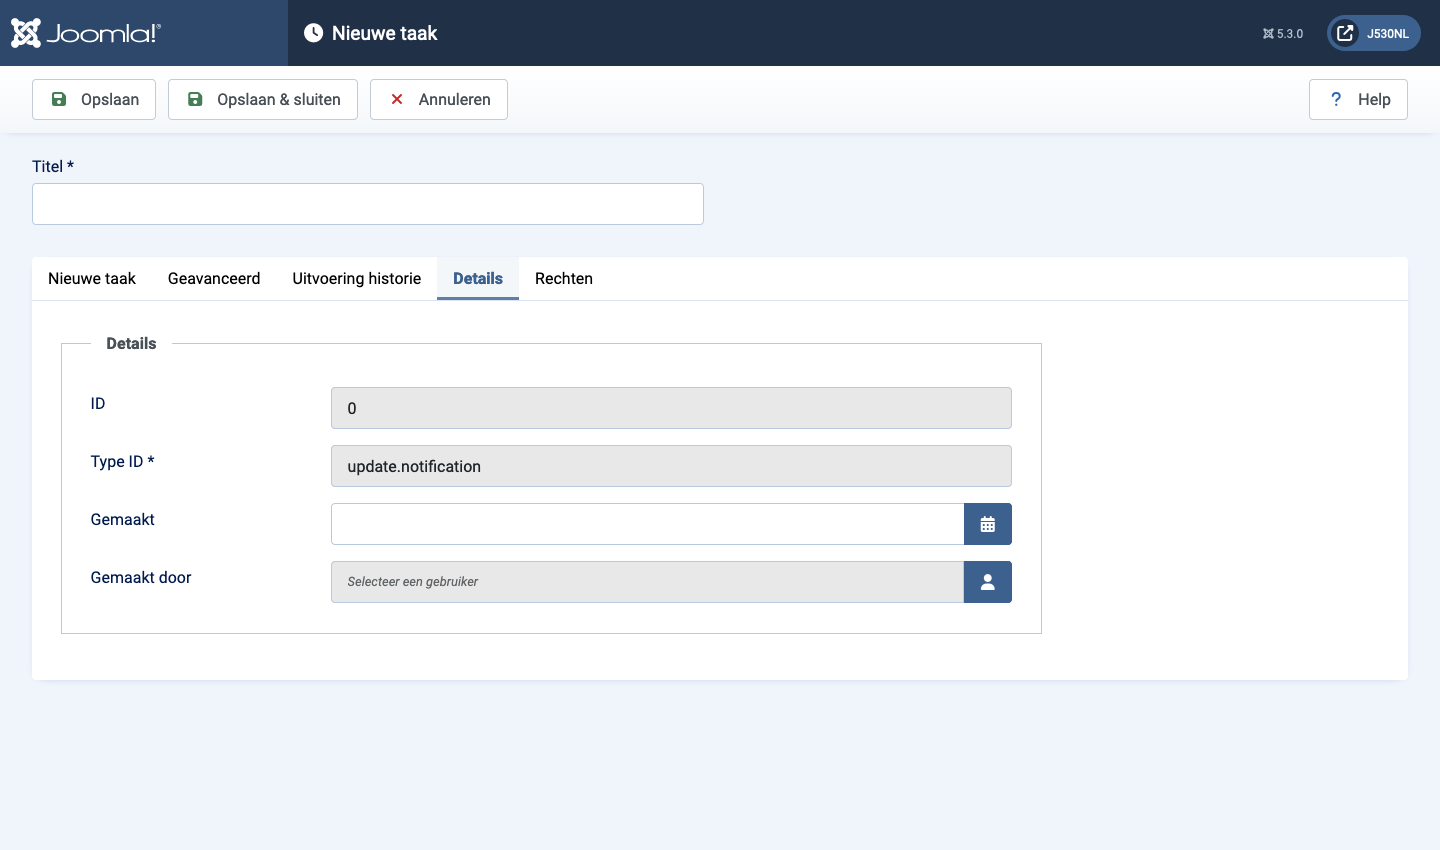 Joomla!® Nieuwe taak 5.3.0 J530NL
Opslaan Opslaan & sluiten Annuleren ? Help
Titel *
Nieuwe taak Geavanceerd Uitvoering historie Details Rechten
Details
ID 0
Type ID * update.notification
Gemaakt
Gemaakt door Selecteer een gebruiker